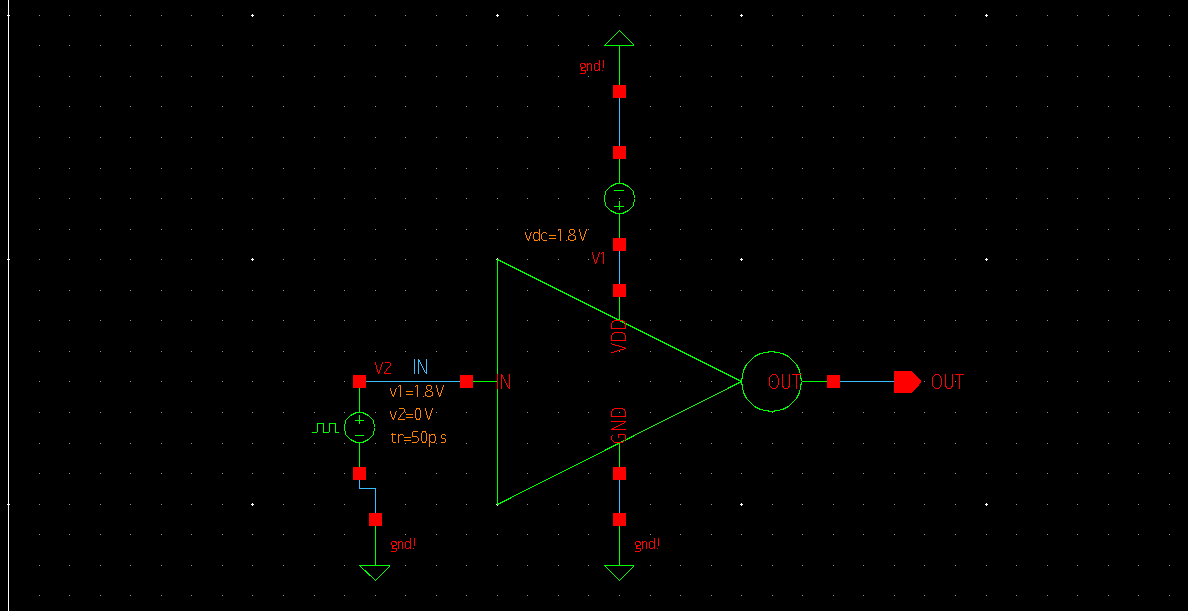 gnd!
vdc=1.8V
V1
VDD
V2
IN
v1=1.8V
v2=0V
tr=50ps
N
OUT
OUT
GND
gnd!
gnd!